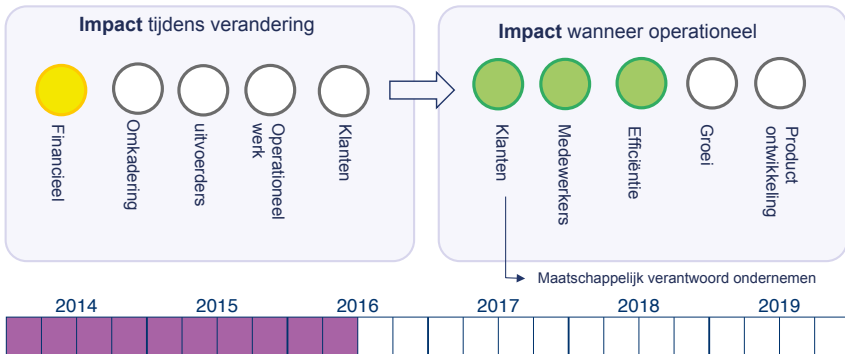 Impact tijdens verandering
Financieel
Omkadering
uitvoerders
Operationeel
werk
Klanten
Impact wanneer operationeel
Klanten
Medewerkers
Efficiëntie
Groei
Product
ontwikkeling
Maatschappelijk verantwoord ondernemen
2014 2015 2016 2017 2018 2019